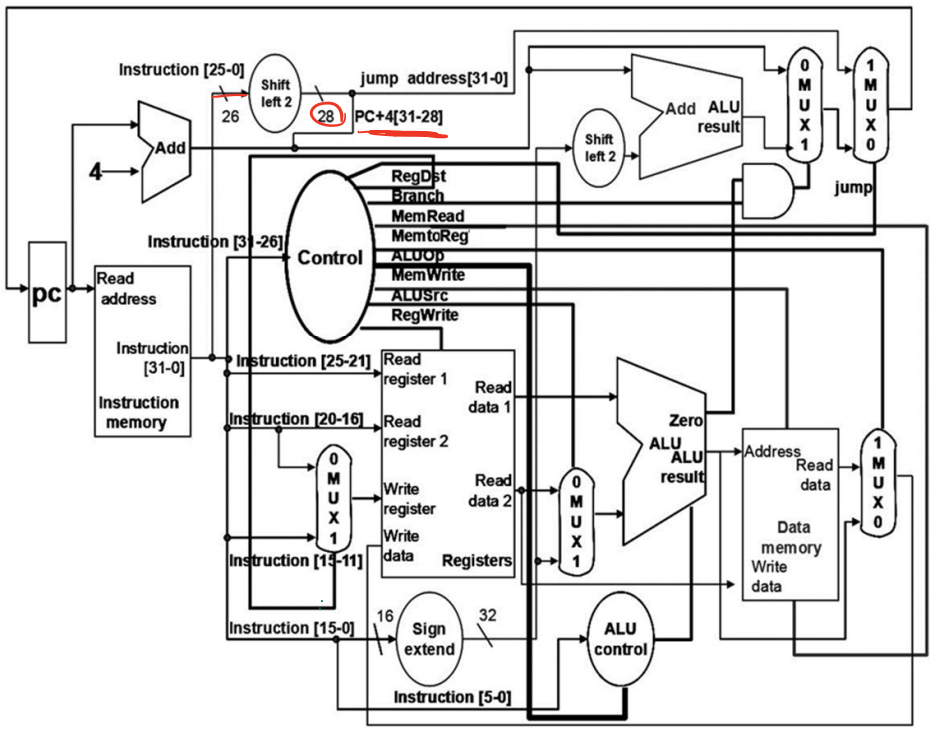 Instruction [25-0]
26
Shift
left 2
28
jump address[31-0]
PC+4[31-28]
4
Add
Shift
left 2
Add
ALU
result
0
M
U
X
1
1
M
U
X
0
jump
RegDst
Branch
MemRead
MemtoReg
ALUOp
MemWrite
ALUSrc
RegWrite
Instruction [31-26]
Control
pc
Read
address
Instruction
[31-0]
Instruction
memory
Instruction [25-21]
Instruction [20-16]
0
M
U
X
1
Instruction [15-11]
Read
register 1
Read
register 2
Write
register
Write
data
Read
data 1
Read
data 2
Registers
0
M
U
X
1
Zero
ALU
ALU
result
Address
Read
data
Data
memory
Write
data
1
M
U
X
0
Instruction [15-0]
16
Sign
extend
32
ALU
control
Instruction [5-0]